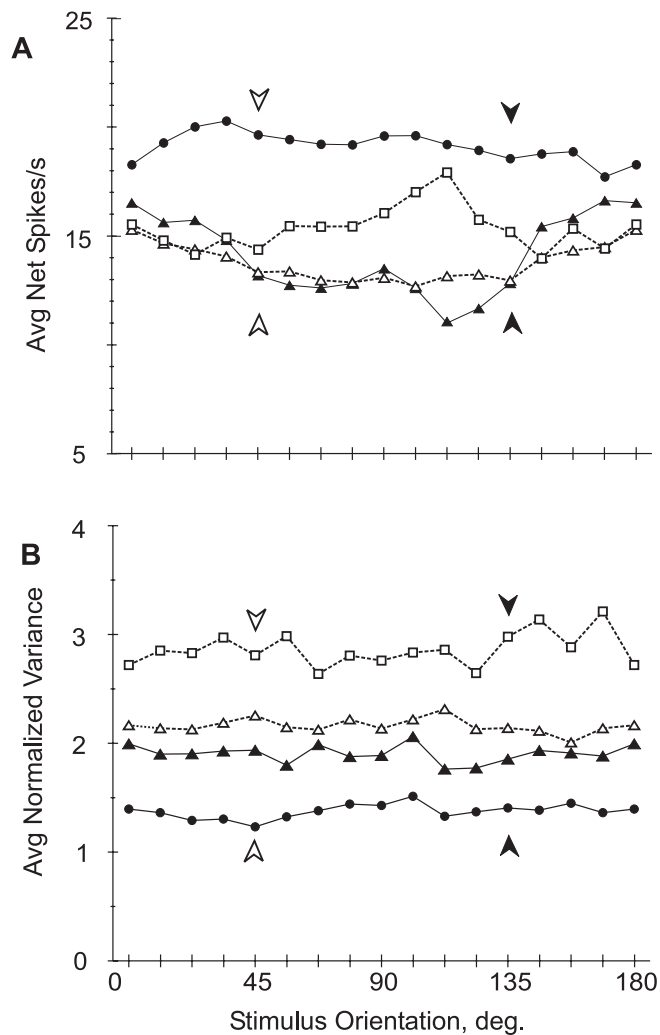 A
25
15
5
Avg Net Spikes/s
B
4
3
2
1
0
Avg Normalized Variance
0 45 90 135 180
Stimulus Orientation, deg.